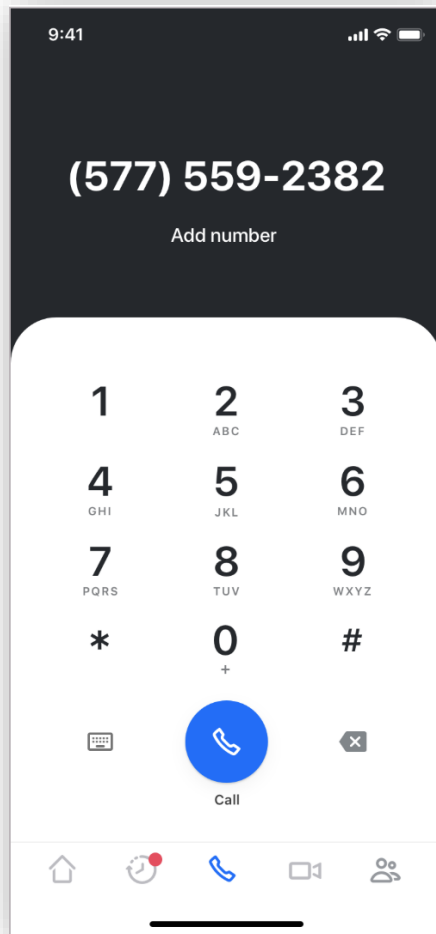 9:41
(577) 559-2382
Add number
1 2 3
ABC DEF
4 5 6
GHI JKL MNO
7 8 9
PQRS TUV WXYZ
* 0 #
+
Call